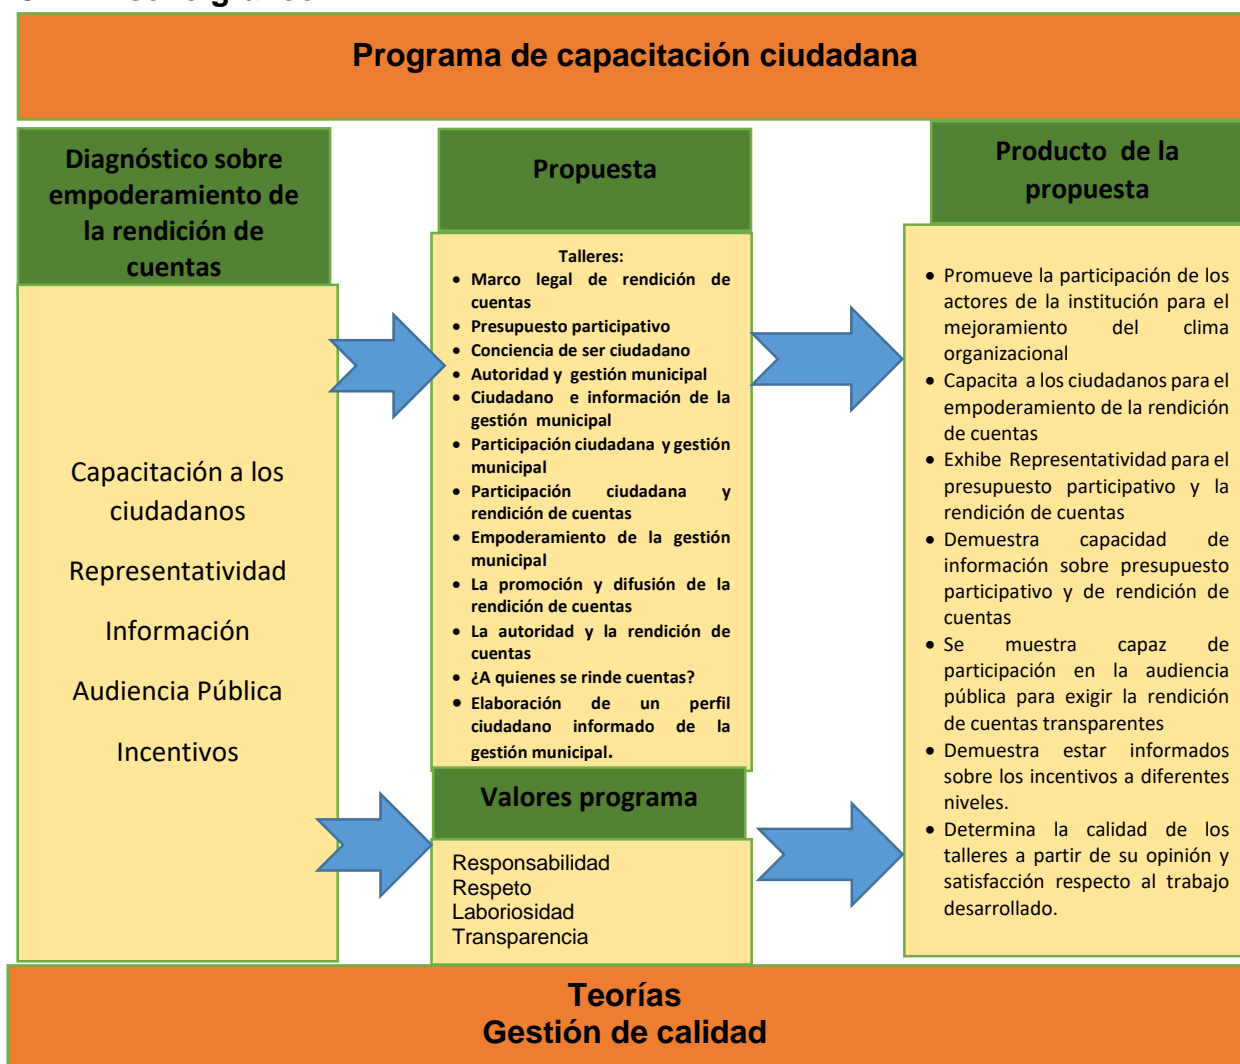 Programa de capacitación ciudadana
Diagnóstico sobre
empoderamiento de
la rendición de
cuentas
Capacitación a los
ciudadanos
Representatividad
Información
Audiencia Pública
Incentivos
Propuesta
Talleres:
• Marco legal de rendición de
cuentas
• Presupuesto participativo
• Conciencia de ser ciudadano
• Autoridad y gestión municipal
• Ciudadano e información de la
gestión municipal
• Participación ciudadana y gestión
municipal
• Participación ciudadana y
rendición de cuentas
• Empoderamiento de la gestión
municipal
• La promoción y difusión de la
rendición de cuentas
• La autoridad y la rendición de
cuentas
• ¿A quienes se rinde cuentas?
• Elaboración de un perfil
ciudadano informado de la
gestión municipal.
Valores programa
Responsabilidad
Respeto
Laboriosidad
Transparencia
Producto de la
propuesta
• Promueve la participación de los
actores de la institución para el
mejoramiento del clima
organizacional
• Capacita a los ciudadanos para el
empoderamiento de la rendición
de cuentas
• Exhibe Representatividad para el
presupuesto participativo y la
rendición de cuentas
• Demuestra capacidad de
información sobre presupuesto
participativo y de rendición de
cuentas
• Se muestra capaz de
participación en la audiencia
pública para exigir la rendición
de cuentas transparentes
• Demuestra estar informados
sobre los incentivos a diferentes
niveles.
• Determina la calidad de los
talleres a partir de su opinión y
satisfacción respecto al trabajo
desarrollado.
Teorías
Gestión de calidad